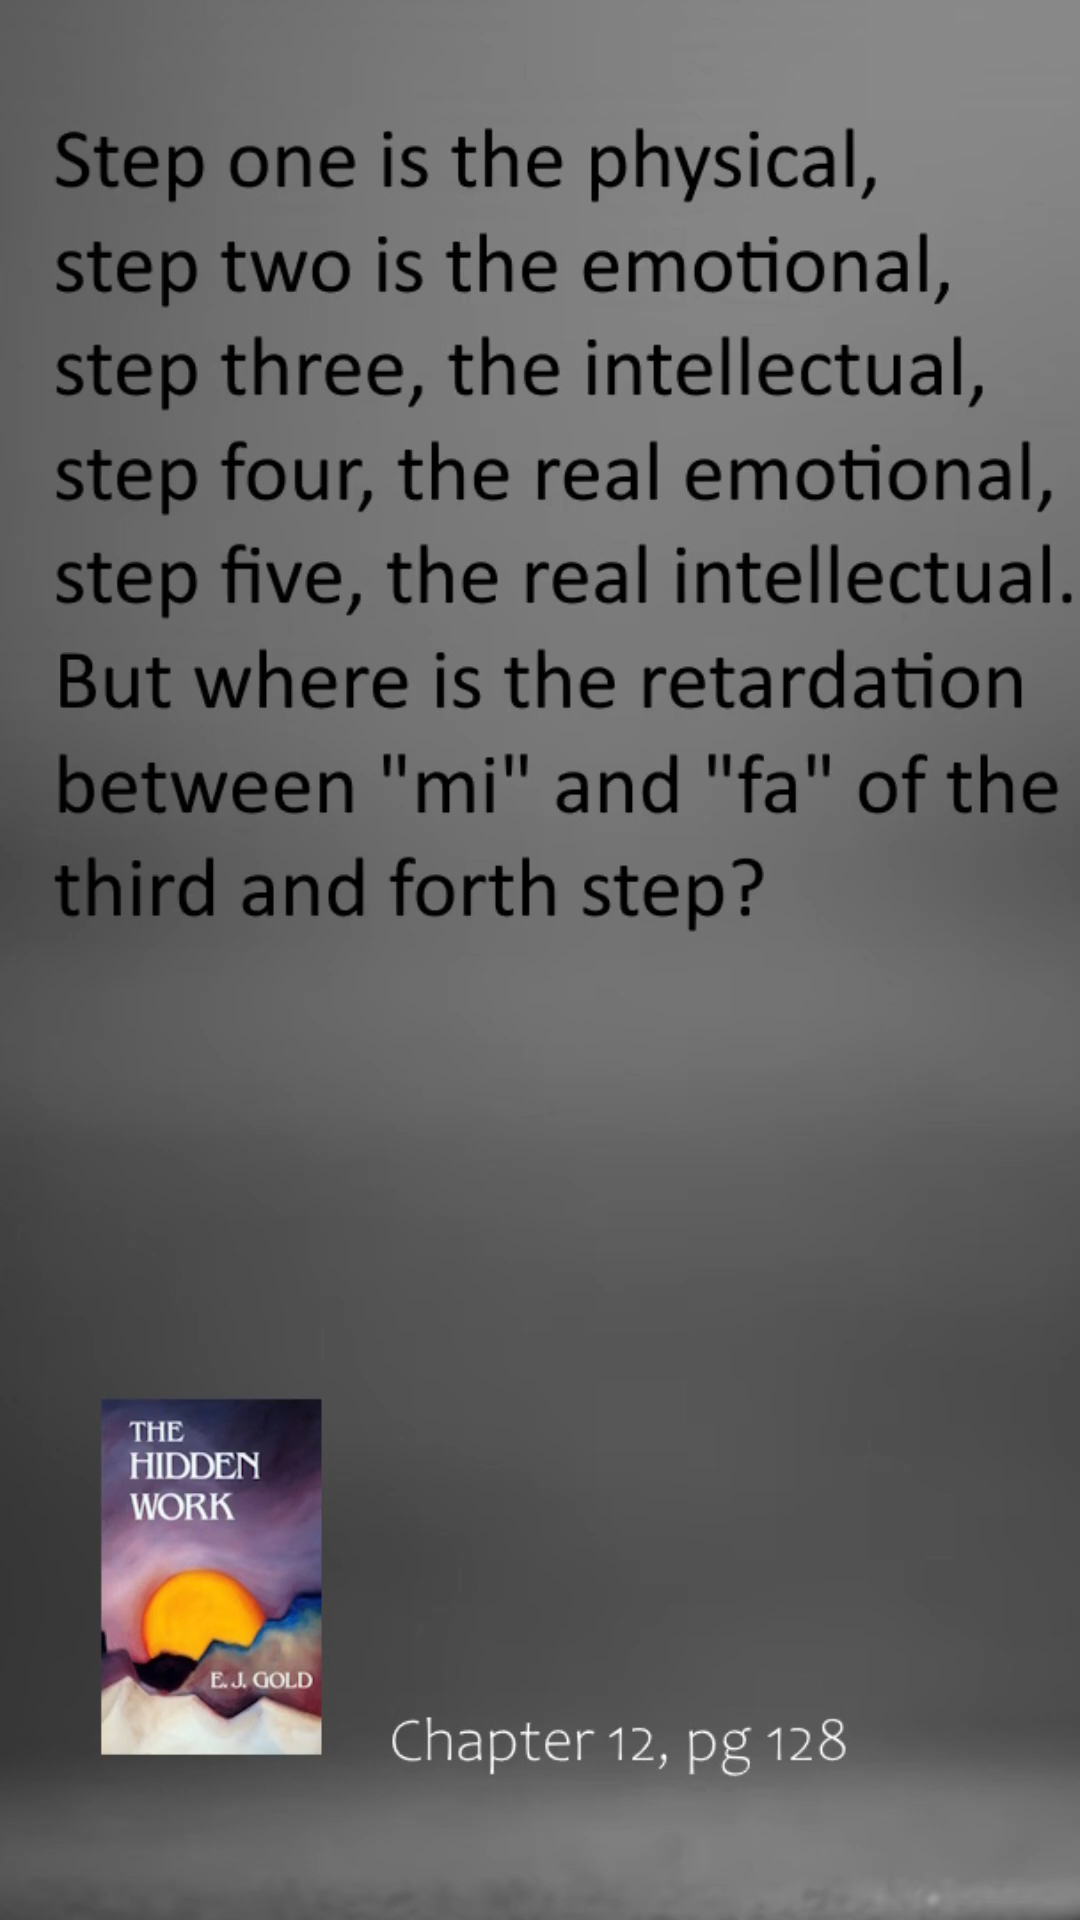 Step one is the physical,
step two is the emotional,
step three, the intellectual,
step four, the real emotional,
step five, the real intellectual.
But where is the retardation
between "mi" and "fa" of the
third and forth step?
THE
HIDDEN
WORK
E. J. GOLD
Chapter 12, pg 128